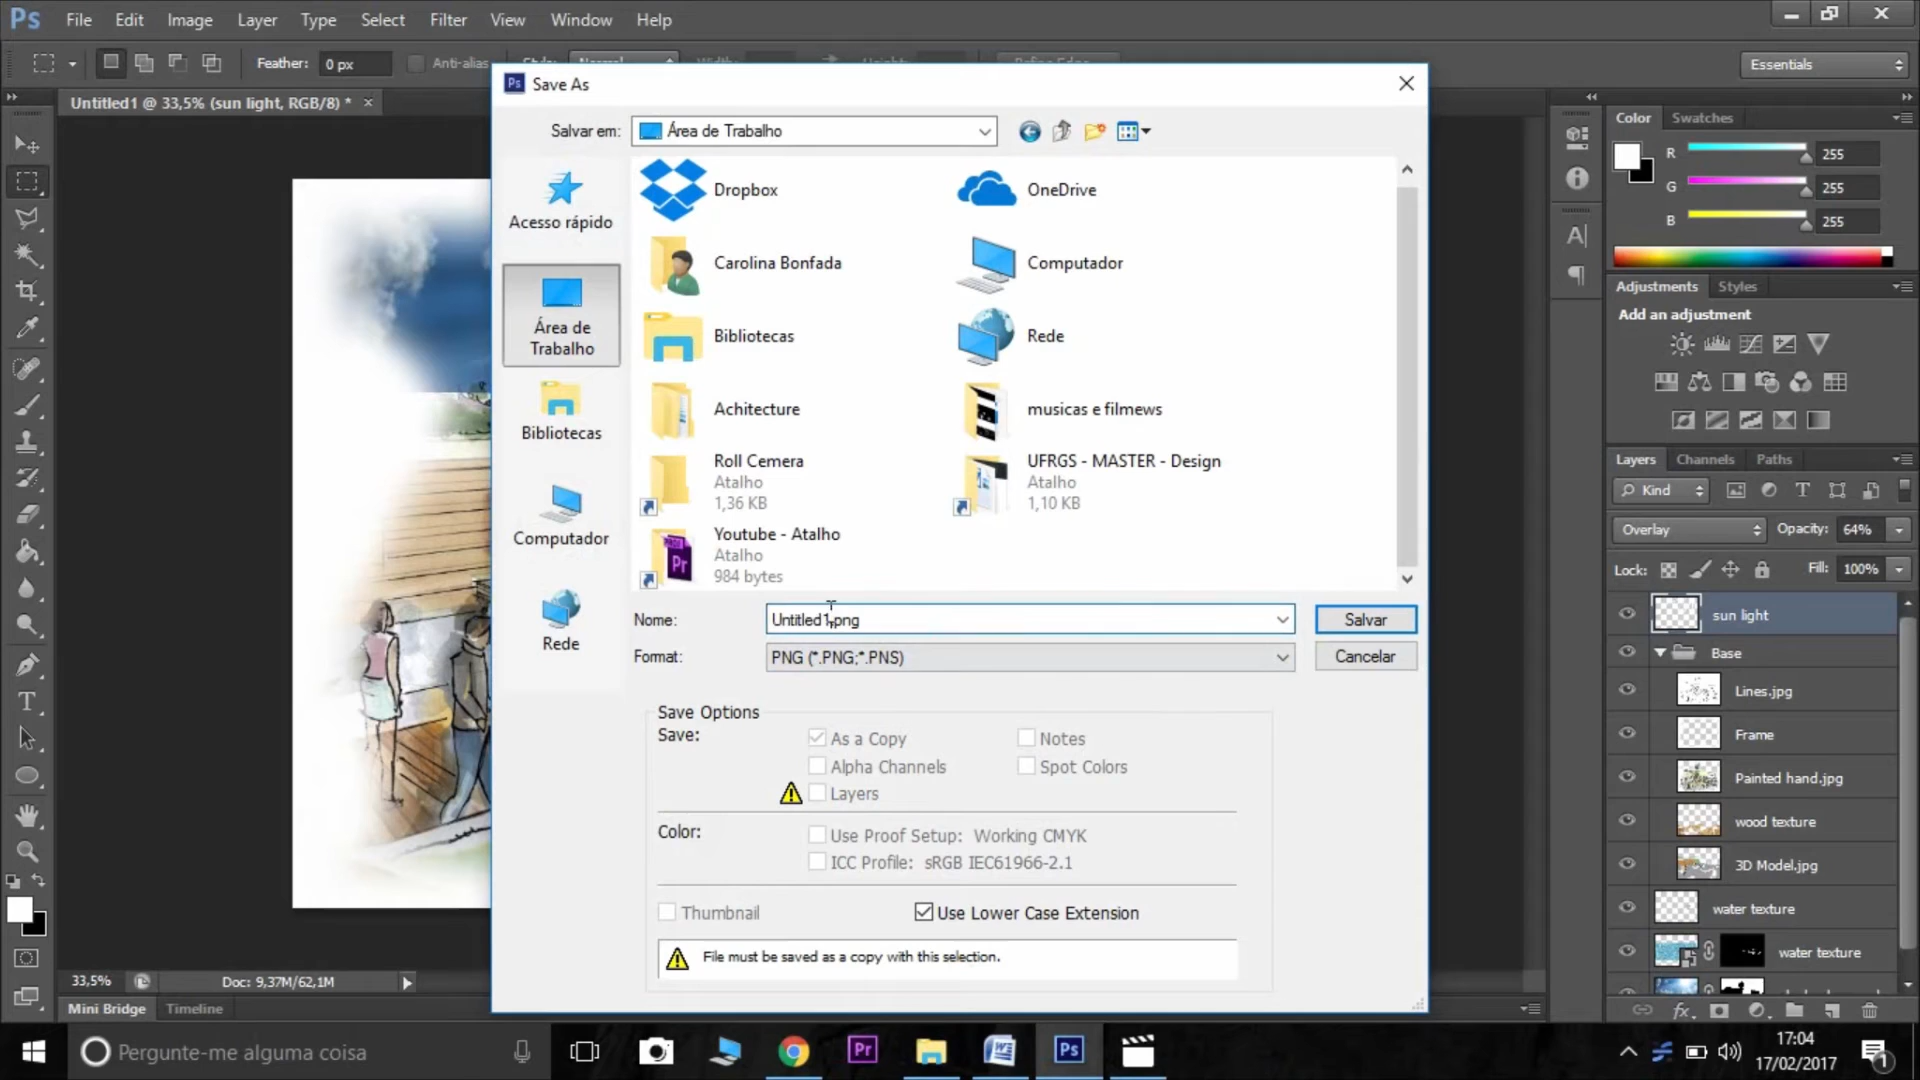 Ps File Edit Image Layer Type Select Filter View Window Help
Feather: 0 px Anti-alias Essentials
Untitled1 @ 33,5% (sun light, RGB/8) * ×
Ps Save As
Salvar em: Área de Trabalho
Acesso rápido
Área de
Trabalho
Bibliotecas
Computador
Rede
Dropbox OneDrive
Carolina Bonfada Computador
Bibliotecas Rede
Achitecture musicas e filmews
Roll Cemera UFRGS - MASTER - Design
Atalho Atalho
1,36 KB 1,10 KB
Youtube - Atalho
Atalho
984 bytes
Nome: Untitled1.png Salvar
Format: PNG (*.PNG;*.PNS) Cancelar
Save Options
Save: As a Copy Notes
Alpha Channels Spot Colors
Layers
Color: Use Proof Setup: Working CMYK
ICC Profile: sRGB IEC61966-2.1
Thumbnail Use Lower Case Extension
File must be saved as a copy with this selection.
Color Swatches
R 255
G 255
B 255
Adjustments Styles
Add an adjustment
Layers Channels Paths
Kind
Overlay Opacity: 64%
Lock: Fill: 100%
sun light
Base
Lines.jpg
Frame
Painted hand.jpg
wood texture
3D Model.jpg
water texture
water texture
33,5% Doc: 9,37M/62,1M
Mini Bridge Timeline
Pergunte-me alguma coisa
Pr
Ps
17:04
17/02/2017
1